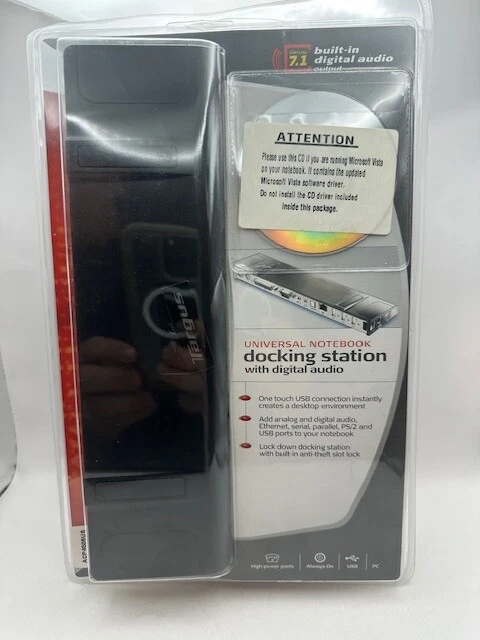 VIRTUAL
7.1
built-in
digital audio
output
ATTENTION
Please use this CD if you are running Microsoft Vista
on your notebook. It contains the updated
Microsoft Vista software driver.
Do not install the CD driver included
inside this package.
Targus
UNIVERSAL NOTEBOOK
docking station
with digital audio
One touch USB connection instantly
creates a desktop environment
Add analog and digital audio,
Ethernet, serial, parallel, PS/2 and
USB ports to your notebook
Lock down docking station
with built-in anti-theft slot lock
High power ports
Always On
USB
PC